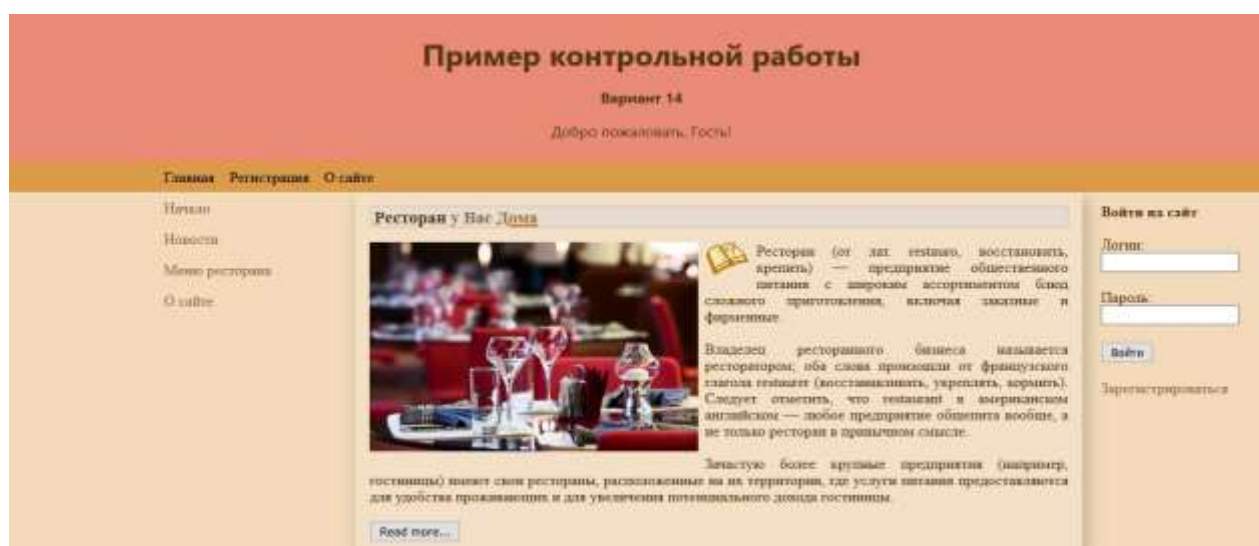 Пример контрольной работы
Вариант 14
Добро пожаловать, Гость!
Главная Регистрация О сайте
Начало
Новости
Меню ресторана
О сайте
Ресторан у Нас Дома
Ресторан (от лат. restauro, восстановить,
крепить) — предприятие общественного
питания с широким ассортиментом блюд
сложного приготовления, включая заказные и
фирменные.
Владелец ресторанного бизнеса называется
ресторатором; оба слова произошли от французского
глагола restaurer (восстанавливать, укреплять, кормить).
Следует отметить, что restaurant в американском
английском — любое предприятие общепита вообще, а
не только ресторан в привычном смысле.
Зачастую более крупные предприятия (например,
гостиницы) имеют свои рестораны, расположенные на их территории, где услуги питания предоставляются
для удобства проживающих и для увеличения потенциального дохода гостиницы.
Read more...
Войти на сайт
Логин:
Пароль:
Войти
Зарегистрироваться